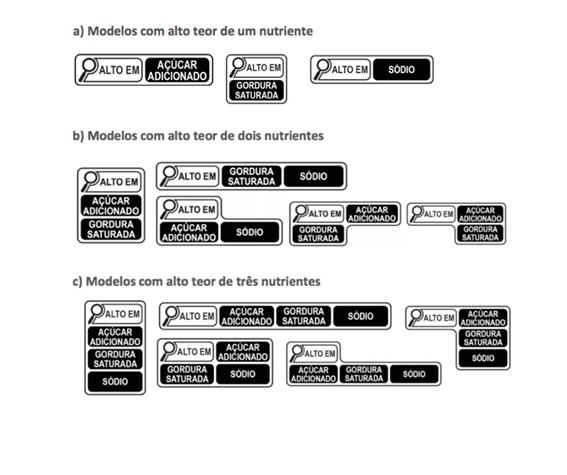 a) Modelos com alto teor de um nutriente
ALTO EM AÇÚCAR ADICIONADO
ALTO EM
GORDURA SATURADA
ALTO EM SÓDIO
b) Modelos com alto teor de dois nutrientes
ALTO EM
AÇÚCAR ADICIONADO
GORDURA SATURADA
ALTO EM GORDURA SATURADA SÓDIO
ALTO EM
AÇÚCAR ADICIONADO SÓDIO
ALTO EM AÇÚCAR ADICIONADO
GORDURA SATURADA
ALTO EM AÇÚCAR ADICIONADO
GORDURA SATURADA
c) Modelos com alto teor de três nutrientes
ALTO EM
AÇÚCAR ADICIONADO
GORDURA SATURADA
SÓDIO
ALTO EM AÇÚCAR ADICIONADO GORDURA SATURADA SÓDIO
ALTO EM AÇÚCAR ADICIONADO
GORDURA SATURADA SÓDIO
ALTO EM
AÇÚCAR ADICIONADO GORDURA SATURADA SÓDIO
ALTO EM AÇÚCAR ADICIONADO
GORDURA SATURADA
SÓDIO